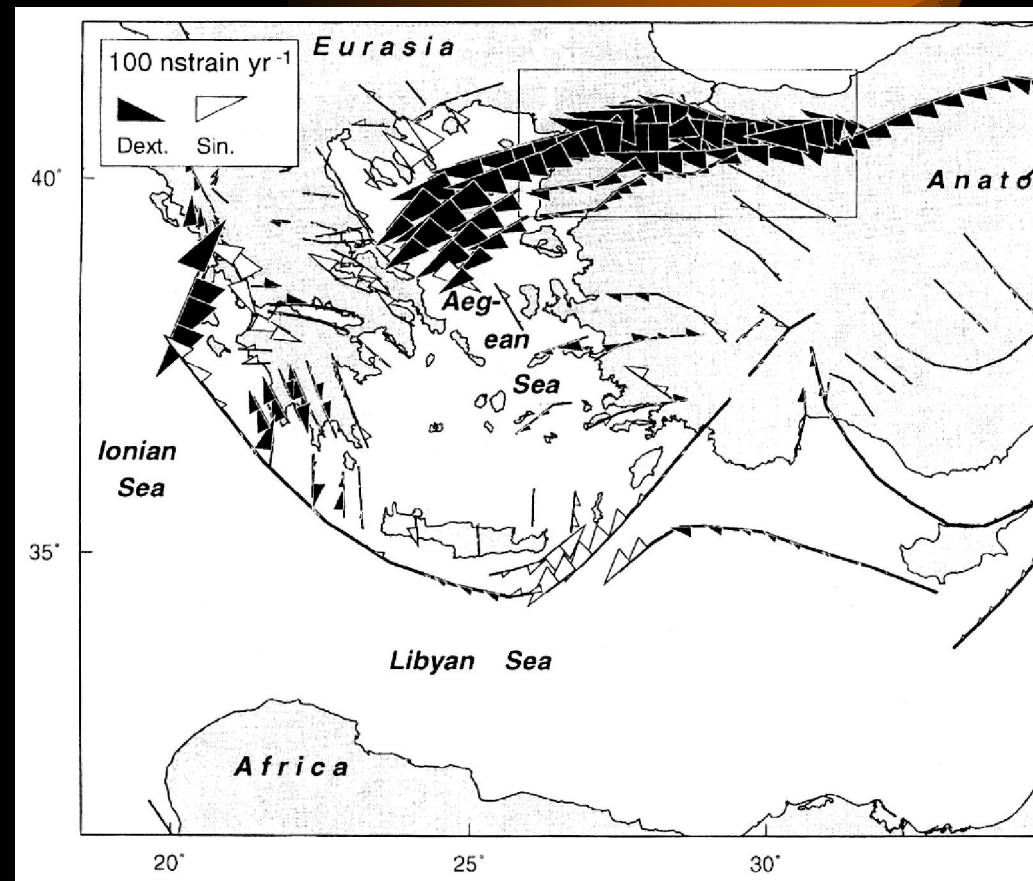 Eurasia
100 nstrain yr -1
Dext. Sin.
40°
Anato
Aeg-
ean
Sea
Ionian
Sea
35°
Libyan Sea
Africa
20° 25° 30°